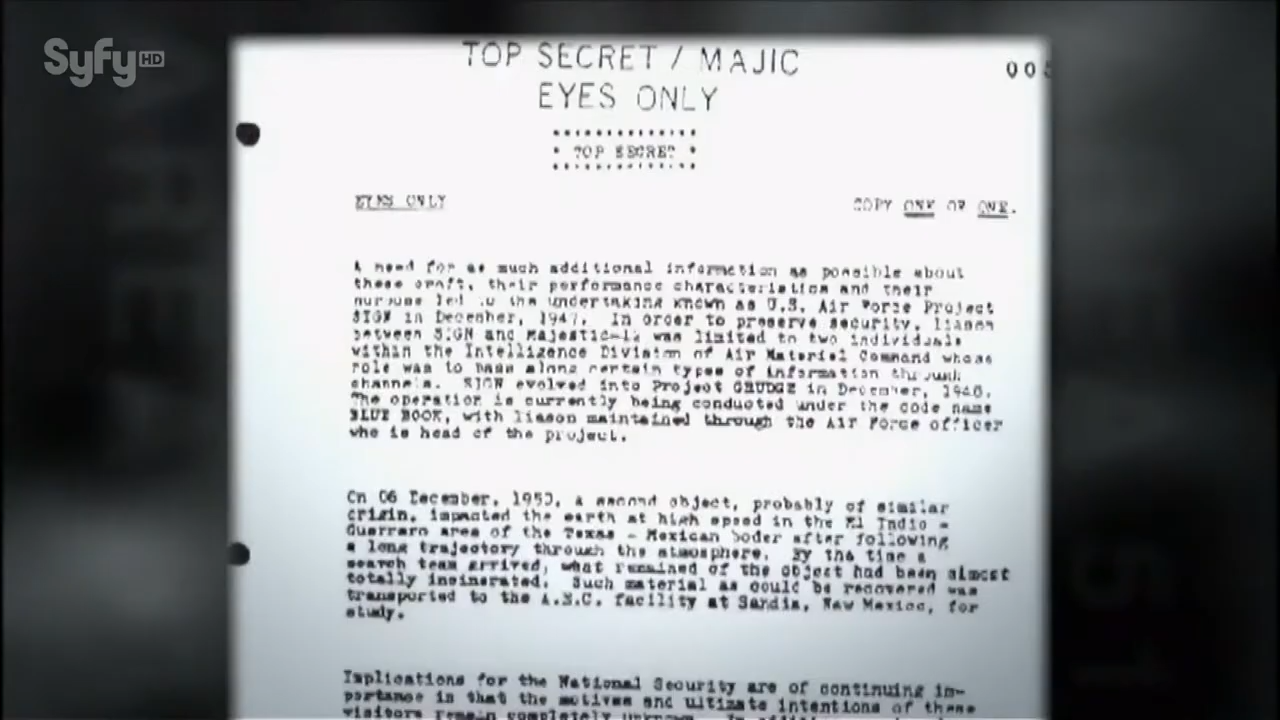 Syfy HD
TOP SECRET / MAJIC
005
EYES ONLY
* TOP SECRET *
EYES ONLY
COPY ONE OF ONE.
A need for as much additional information as possible about
these craft, their performance characteristics and their
purpose led to the undertaking known as U.S. Air Force Project
SIGN in December, 1947. In order to preserve security, liason
between SIGN and Majestic-12 was limited to two individuals
within the Intelligence Division of Air Materiel Command whose
role was to pass along certain types of information through
channels. SIGN evolved into Project GRUDGE in December, 1948.
The operation is currently being conducted under the code name
BLUE BOOK, with liason maintained through the Air Force officer
who is head of the project.
On 06 December, 1950, a second object, probably of similar
origin, impacted the earth at high speed in the El Indio -
Guerrero area of the Texas - Mexican boder after following
a long trajectory through the atmosphere. By the time a
search team arrived, what remained of the object had been almost
totally incinerated. Such material as could be recovered was
transported to the A.E.C. facility at Sandia, New Mexico, for
study.
Implications for the National Security are of continuing im-
portance in that the motives and ultimate intentions of these
visitors remain completely unknown. In addition